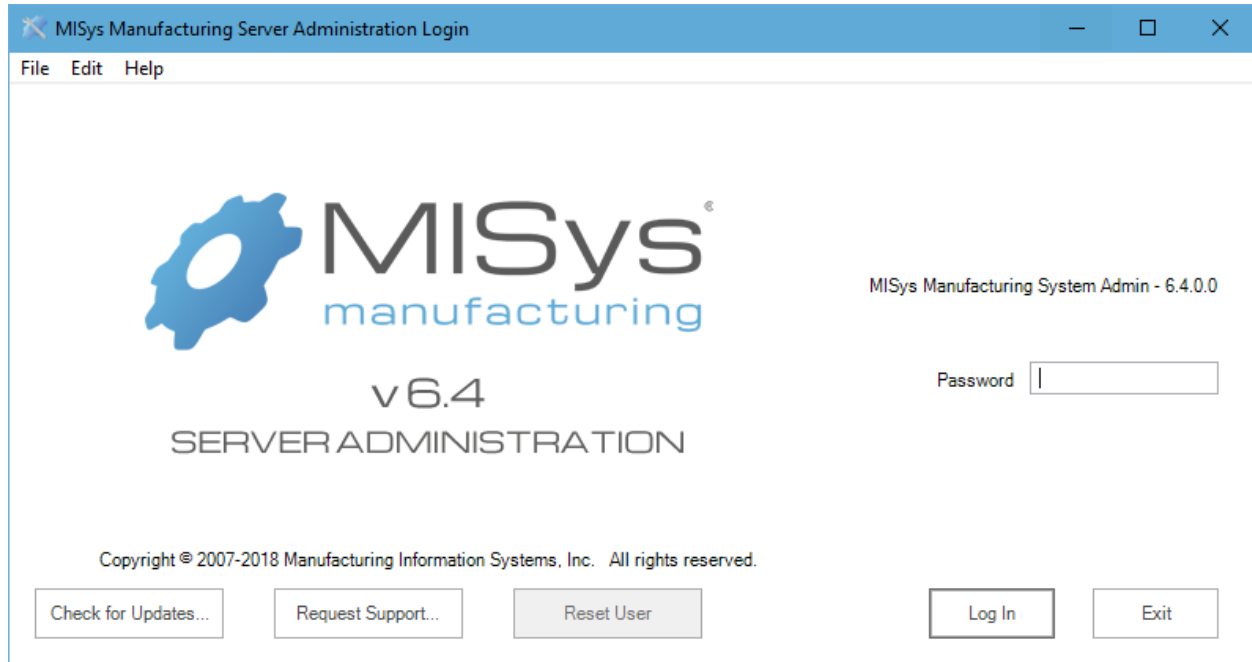 MISys Manufacturing Server Administration Login
File Edit Help
MISys
manufacturing
v 6.4
SERVER ADMINISTRATION
MISys Manufacturing System Admin - 6.4.0.0
Password
Copyright © 2007-2018 Manufacturing Information Systems, Inc. All rights reserved.
Check for Updates... Request Support... Reset User Log In Exit